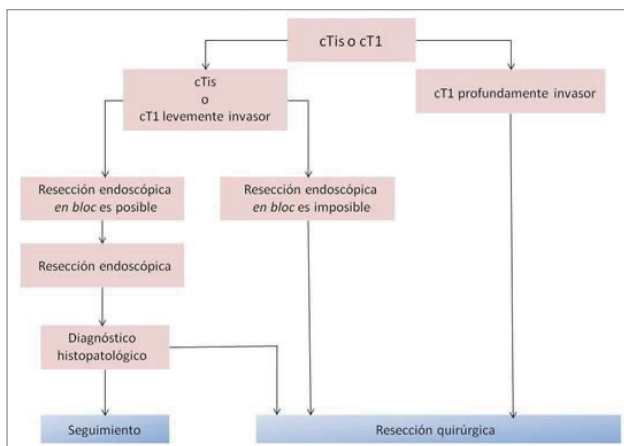 cTis o cT1
cTis
o
cT1 levemente invasor
cT1 profundamente invasor
Resección endoscópica
en bloc es posible
Resección endoscópica
en bloc es imposible
Resección endoscópica
Diagnóstico
histopatológico
Seguimiento
Resección quirúrgica